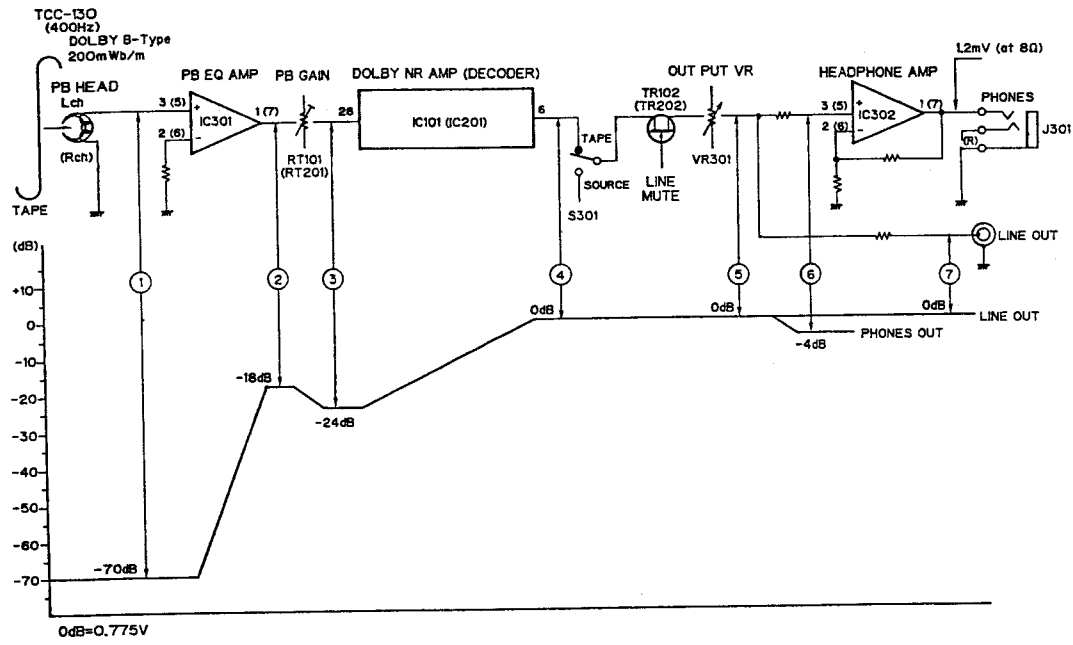 TCC-130
(400Hz)
DOLBY B-Type
200mWb/m
PB HEAD
Lch
(Rch)
TAPE
PB EQ AMP
3 (5)
+
IC301
1 (7)
2 (6)
−
PB GAIN
RT101
(RT201)
28
DOLBY NR AMP (DECODER)
IC101 (IC201)
6
TAPE
SOURCE
S301
TR102
(TR202)
LINE
MUTE
OUT PUT VR
VR301
HEADPHONE AMP
3 (5)
+
IC302
1 (7)
2 (6)
−
1.2mV (at 8Ω)
PHONES
(R)
J301
LINE OUT
(dB)
+10
0
-10
-20
-30
-40
-50
-60
-70
1
2
3
4
5
6
7
-70dB
-18dB
-24dB
0dB
0dB
-4dB
0dB
LINE OUT
PHONES OUT
0dB=0.775V